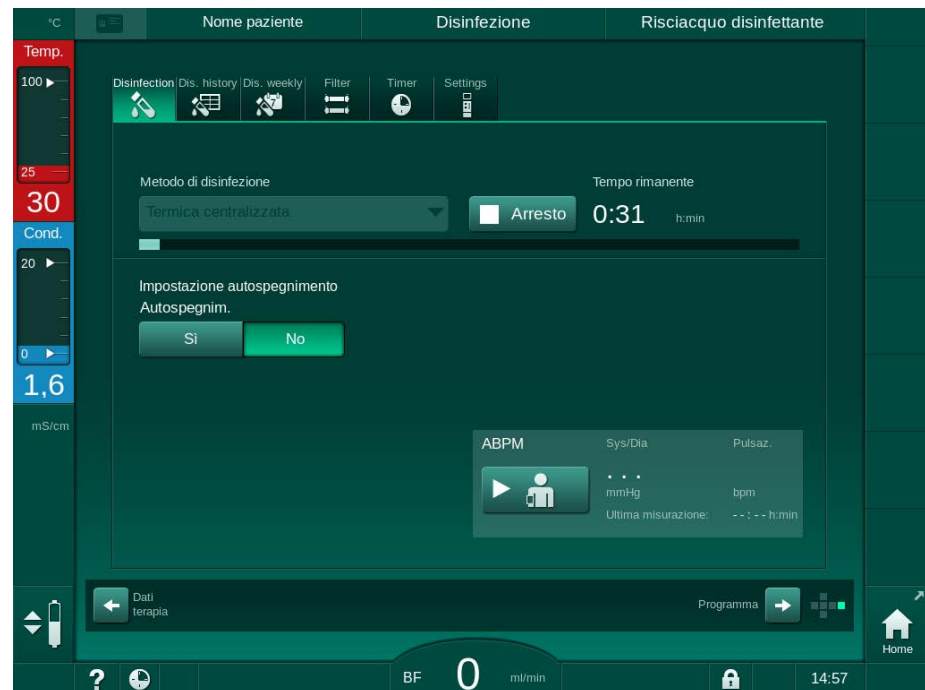 °C Nome paziente Disinfezione Risciacquo disinfettante
Temp.
100
Disinfection Dis. history Dis. weekly Filter Timer Settings
7
25
30
Metodo di disinfezione Tempo rimanente
Termica centralizzata Arresto 0:31 h:min
Cond.
20
Impostazione autospegnimento
Autospegnim.
Sì No
0
1,6
mS/cm
ABPM Sys/Dia Pulsaz.
. . .
mmHg bpm
Ultima misurazione: --:-- h:min
Dati
terapia
Programma
Home
? BF 0 ml/min 14:57